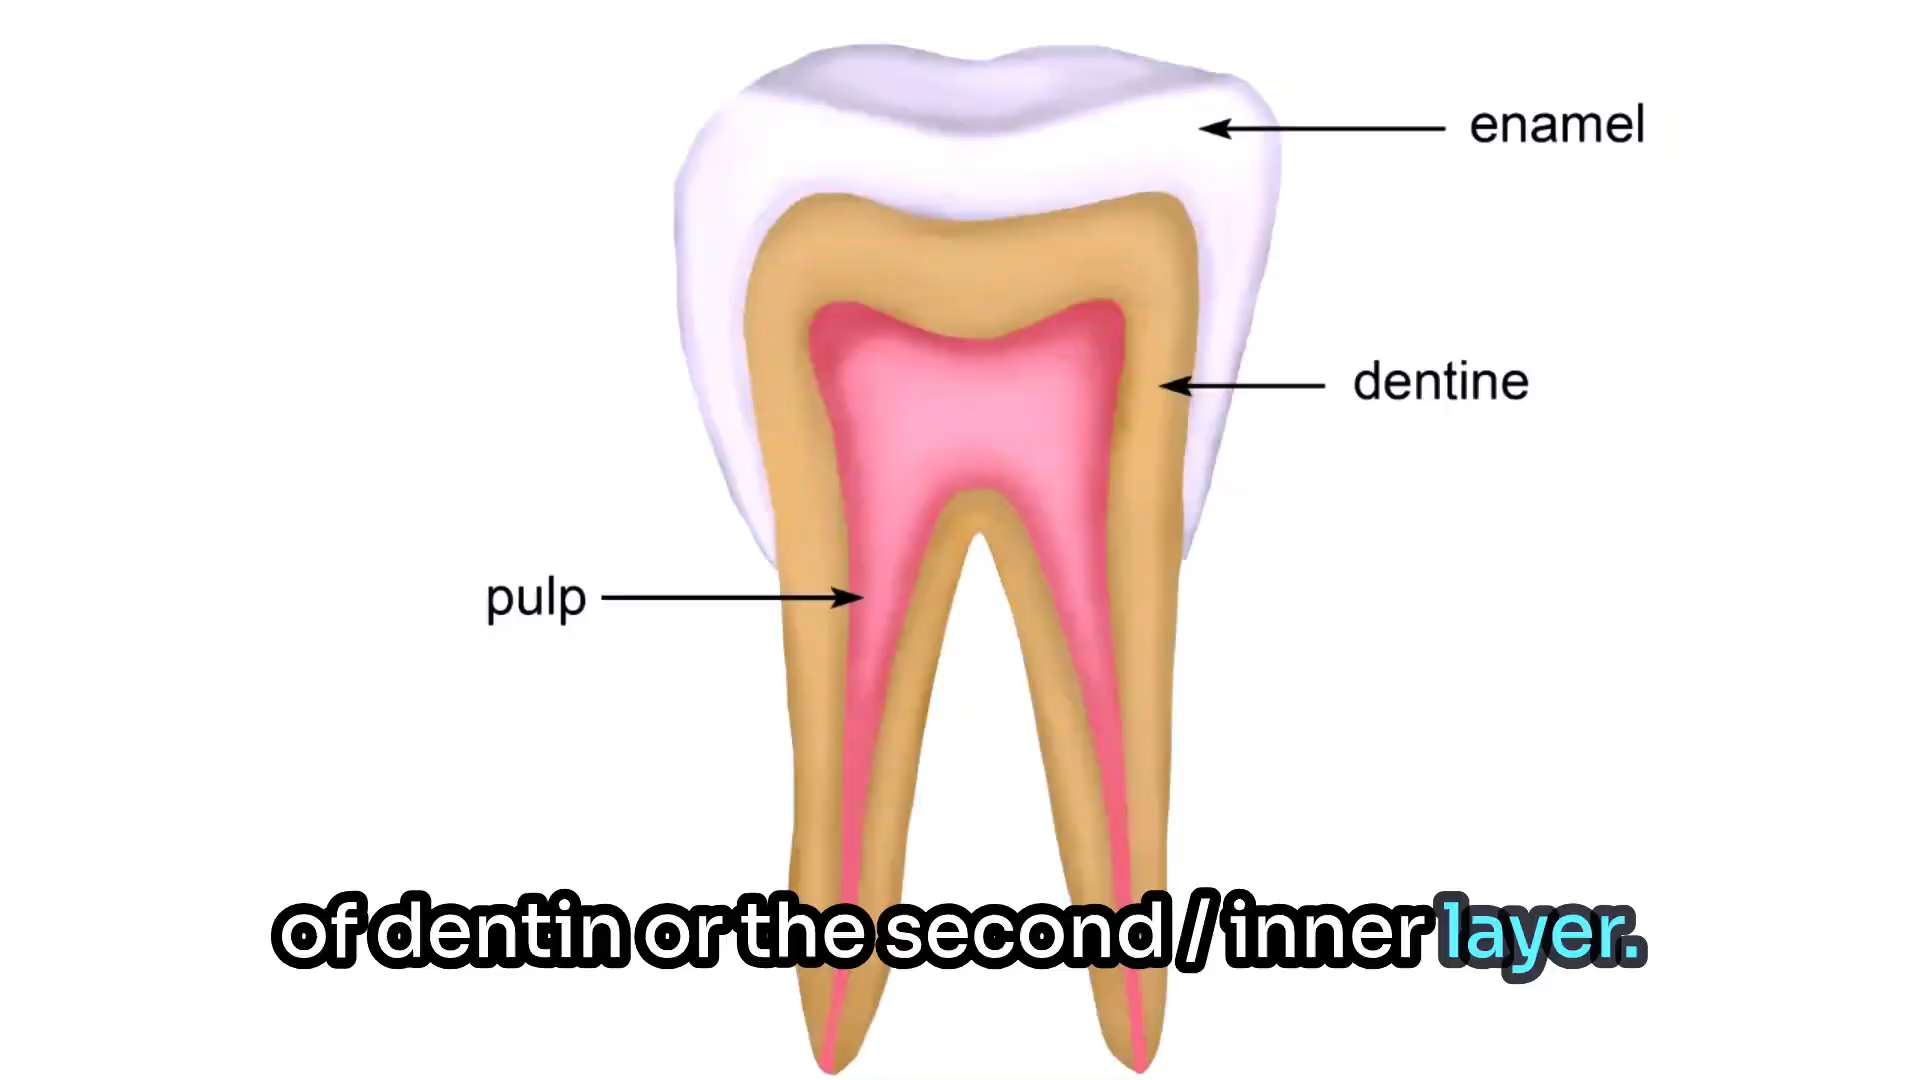 enamel
dentine
pulp
of dentin or the second / inner layer.